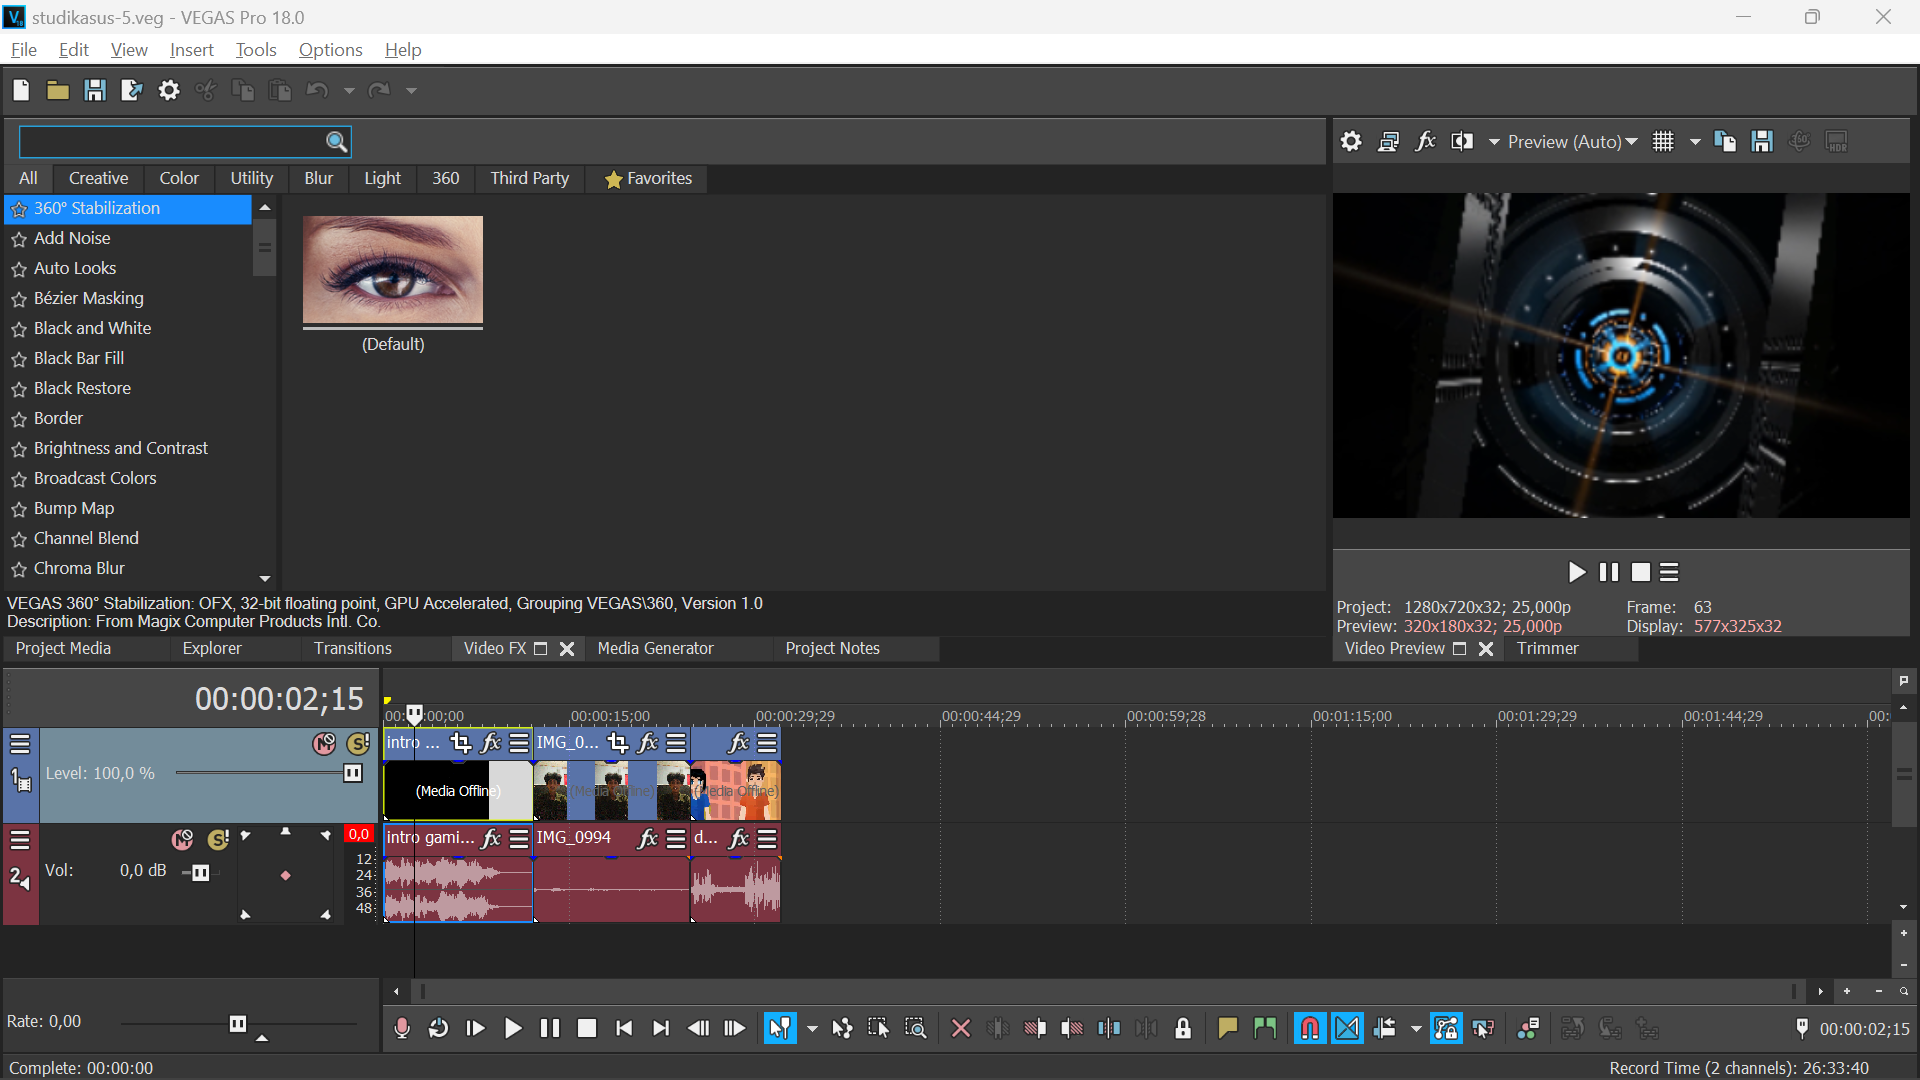 studikasus-5.veg - VEGAS Pro 18.0
File Edit View Insert Tools Options Help
Preview (Auto)
All Creative Color Utility Blur Light 360 Third Party Favorites
360° Stabilization
Add Noise
Auto Looks
Bézier Masking
Black and White
Black Bar Fill
Black Restore
Border
Brightness and Contrast
Broadcast Colors
Bump Map
Channel Blend
Chroma Blur
(Default)
VEGAS 360° Stabilization: OFX, 32-bit floating point, GPU Accelerated, Grouping VEGAS\360, Version 1.0
Description: From Magix Computer Products Intl. Co.
Project: 1280x720x32; 25,000p Frame: 63
Preview: 320x180x32; 25,000p Display: 577x325x32
Project Media Explorer Transitions Video FX Media Generator Project Notes
Video Preview Trimmer
00:00:02;15
00:00:15;00 00:00:29;29 00:00:44;29 00:00:59;28 00:01:15;00 00:01:29;29 00:01:44;29 00:
intro ... IMG_0...
1 Level: 100,0 %
(Media Offline) (Media Offline)
intro gami... IMG_0994 d...
0,0
2 Vol: 0,0 dB
12
24
36
48
Rate: 0,00
00:00:02;15
Complete: 00:00:00
Record Time (2 channels): 26:33:40